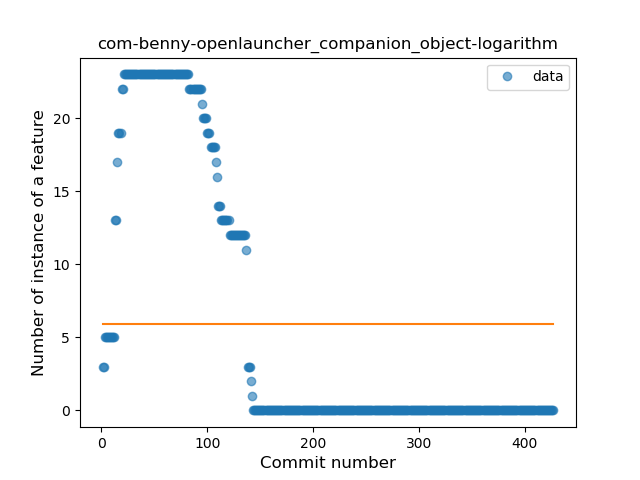 com-benny-openlauncher_companion_object-logarithm
data
Number of instance of a feature
20
15
10
5
0
0 100 200 300 400
Commit number